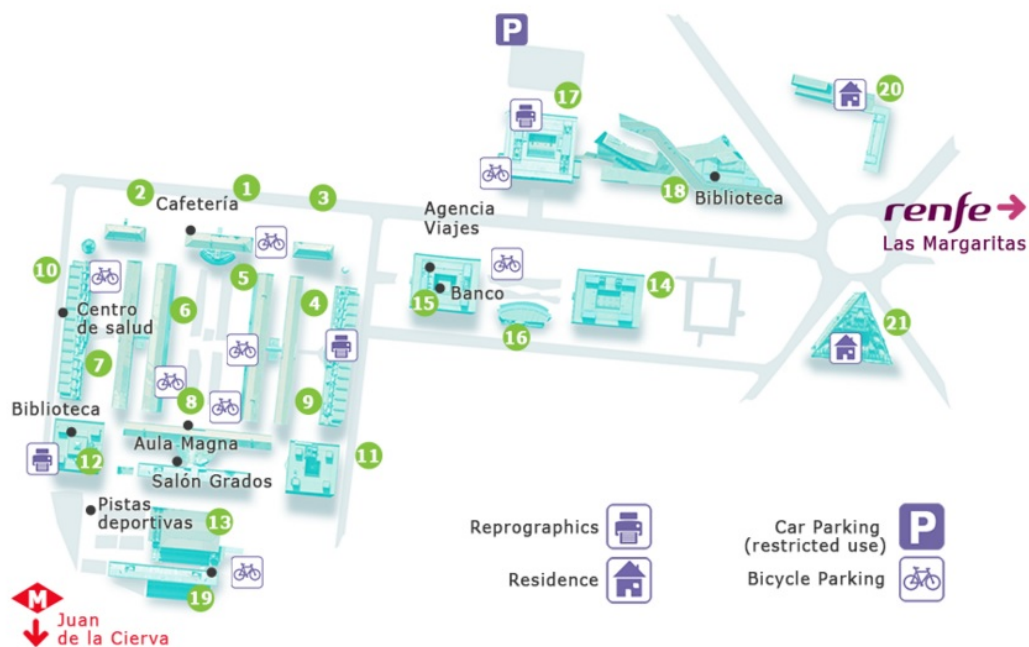 P
17
20
18
Biblioteca
renfe
Las Margaritas
2
1
3
Cafetería
Agencia
Viajes
10
5
6
4
15
Banco
14
16
21
Centro
de salud
7
8
9
Biblioteca
Aula Magna
11
12
Salón Grados
Pistas
deportivas
13
19
M
Juan
de la Cierva
Reprographics
Residence
Car Parking
(restricted use)
P
Bicycle Parking